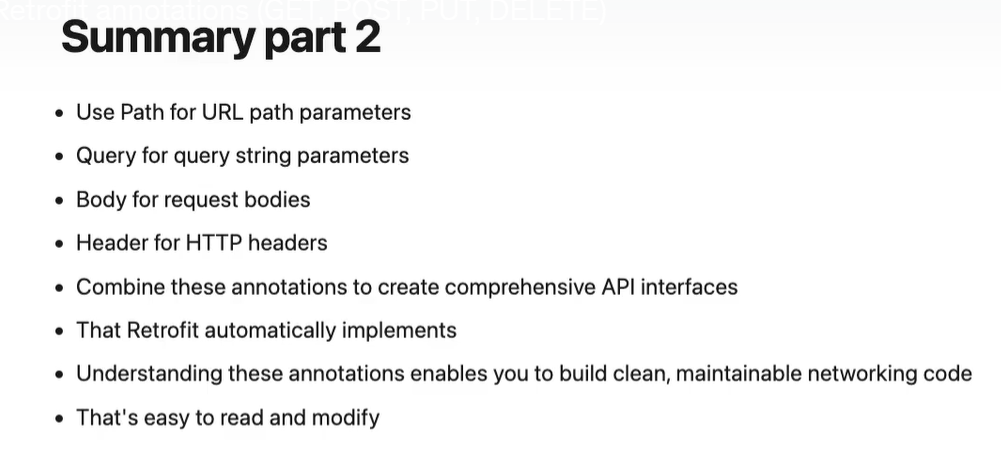 Retrofit annotations (GET, POST, PUT, DELETE)
Summary part 2
• Use Path for URL path parameters
• Query for query string parameters
• Body for request bodies
• Header for HTTP headers
• Combine these annotations to create comprehensive API interfaces
• That Retrofit automatically implements
• Understanding these annotations enables you to build clean, maintainable networking code
• That's easy to read and modify